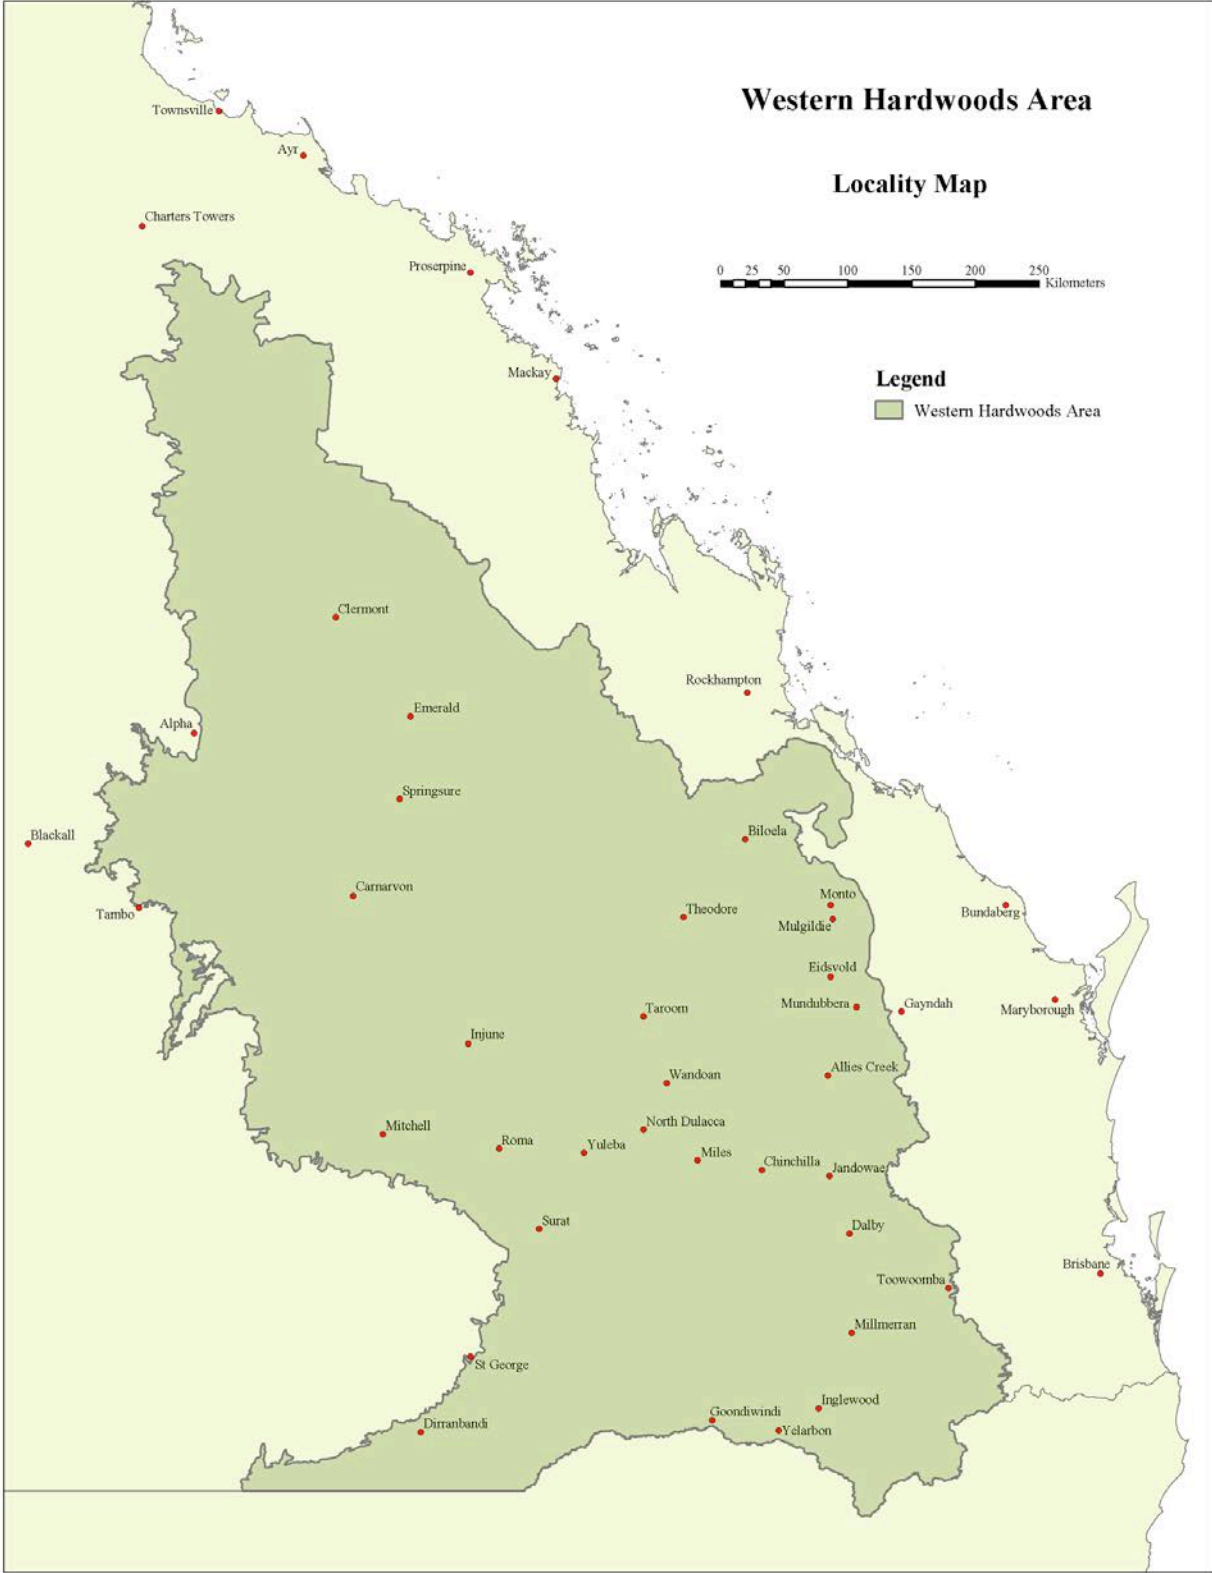 Western Hardwoods Area
Townsville
Ayr
Locality Map
Charters Towers
Proserpine
0 25 50 100 150 200 250
Kilometers
Mackay
Legend
Western Hardwoods Area
Clermont
Rockhampton
Emerald
Alpha
Springsure
Blackall
Biloela
Carnarvon
Monto
Theodore
Bundaberg
Tambo
Mulgildie
Eidsvold
Mundubbera
Gayndah
Taroom
Maryborough
Injune
Allies Creek
Wandoan
North Dulacca
Mitchell
Roma
Yuleba
Miles
Chinchilla
Jandowae
Surat
Dalby
Brisbane
Toowoomba
Millmerran
St George
Inglewood
Goondiwindi
Dirranbandi
Yelarbon